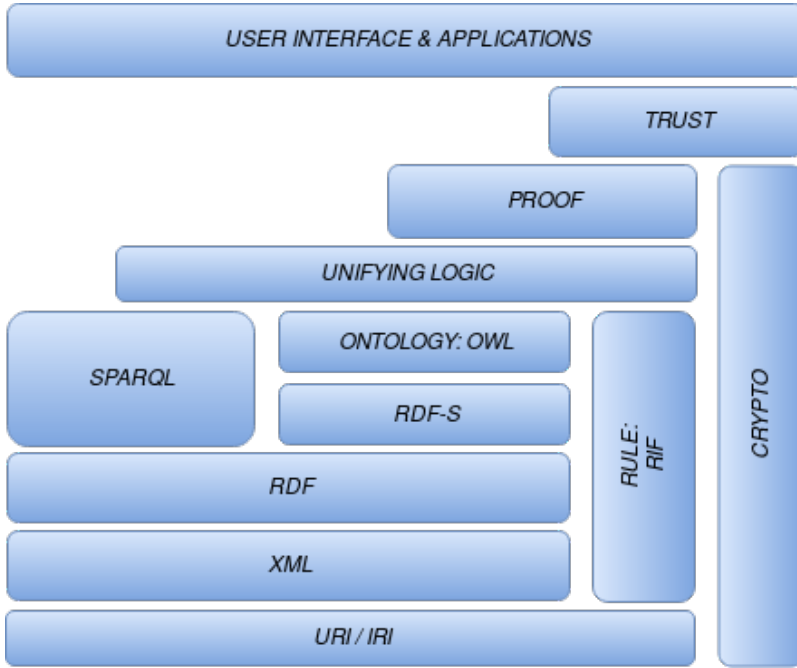 USER INTERFACE & APPLICATIONS
TRUST
PROOF
UNIFYING LOGIC
SPARQL
ONTOLOGY: OWL
RDF-S
RULE:
RIF
CRYPTO
RDF
XML
URI / IRI